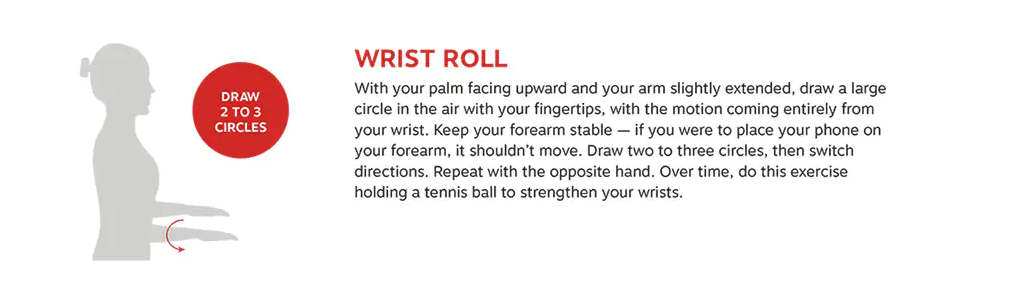 DRAW
2 TO 3
CIRCLES
WRIST ROLL
With your palm facing upward and your arm slightly extended, draw a large
circle in the air with your fingertips, with the motion coming entirely from
your wrist. Keep your forearm stable — if you were to place your phone on
your forearm, it shouldn’t move. Draw two to three circles, then switch
directions. Repeat with the opposite hand. Over time, do this exercise
holding a tennis ball to strengthen your wrists.